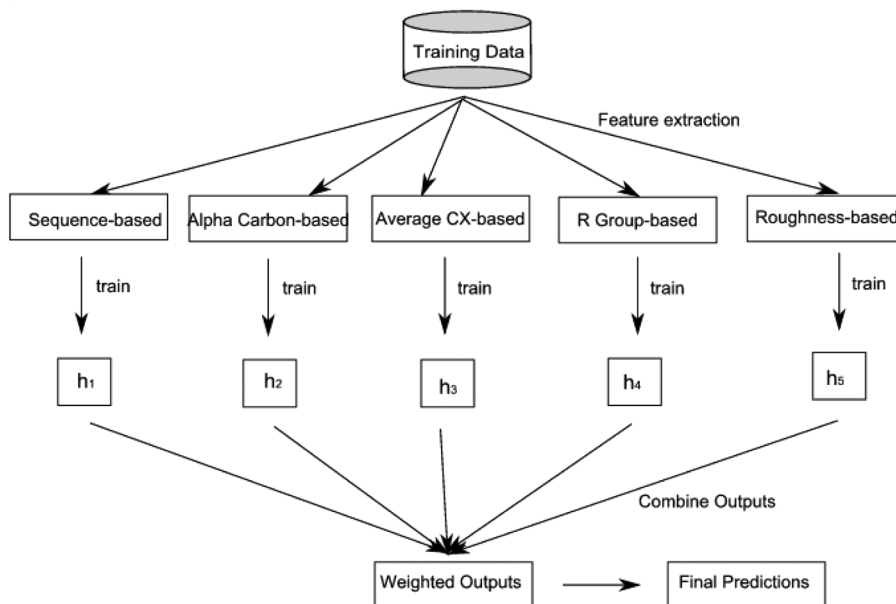 Training Data
Feature extraction
Sequence-based
Alpha Carbon-based
Average CX-based
R Group-based
Roughness-based
train
train
train
train
train
h1
h2
h3
h4
h5
Combine Outputs
Weighted Outputs
Final Predictions